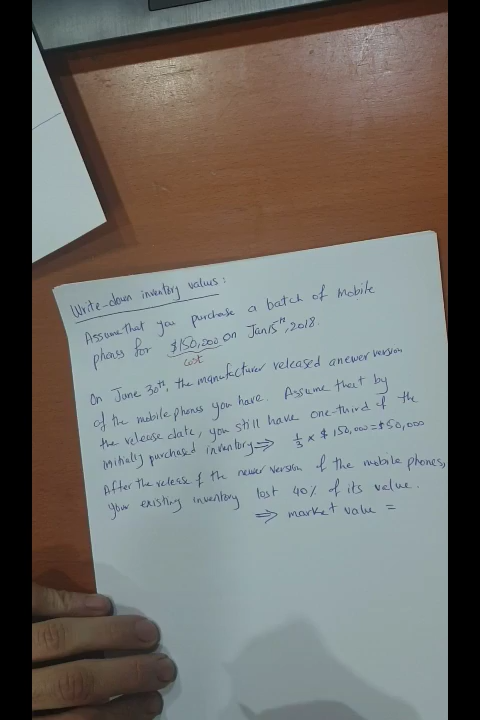 Write-down inventory values:
Assume that you purchase a batch of mobile
phones for $150,000 on Jan 15th, 2018.
cost
On June 30th, the manufacturer released a newer version
of the mobile phones you have. Assume that by
the release date, you still have one-third of the
initially purchased inventory ⇒ 1/3 × $150,000 = $50,000
After the release of the newer version of the mobile phones,
your existing inventory lost 40% of its value.
⇒ market value =